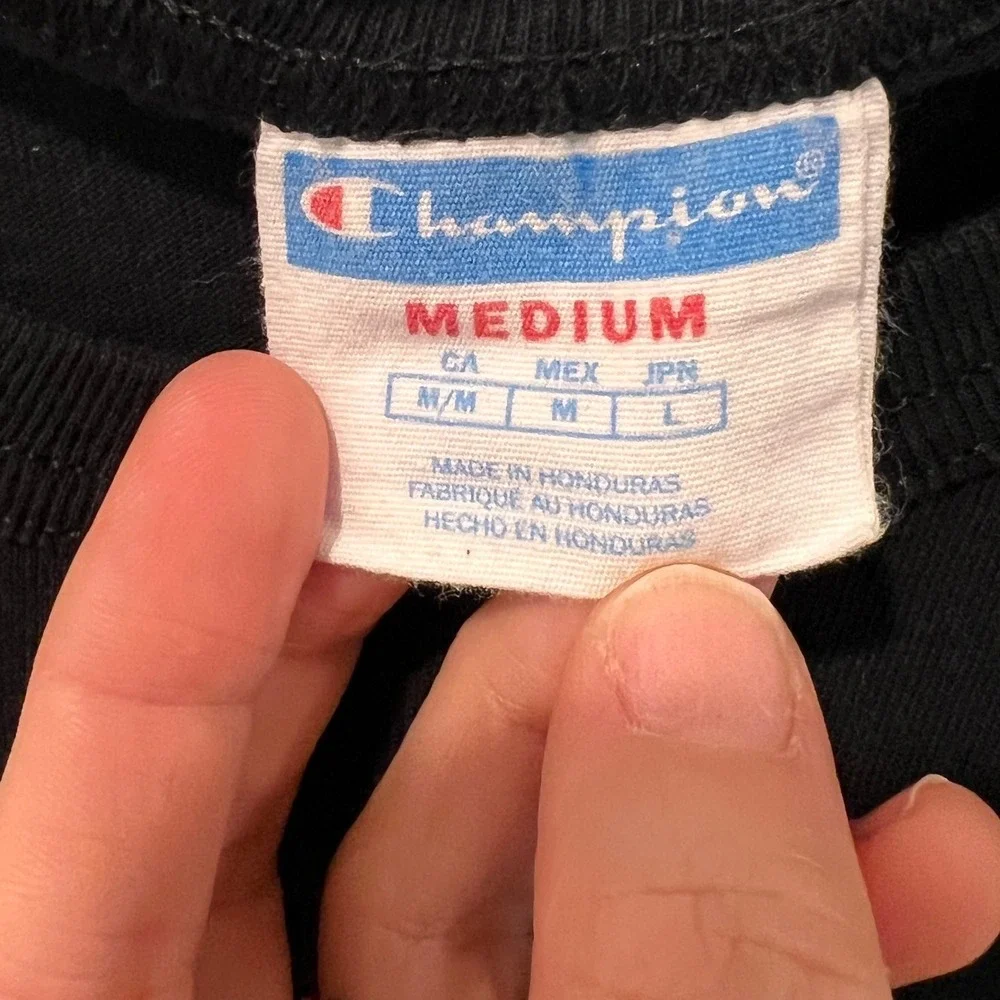 Champion®
MEDIUM
CA MEX JPN
M/M M L
MADE IN HONDURAS
FABRIQUE AU HONDURAS
HECHO EN HONDURAS